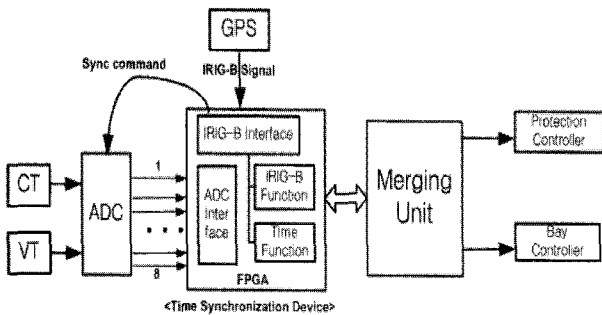 GPS
Sync command
IRIG-B Signal
IRIG-B Interface
Protection
Controller
CT
VT
ADC
1
8
ADC
Inter
face
IRIG-B
Function
Time
Function
FPGA
Merging
Unit
Bay
Controller
<Time Synchronization Device>